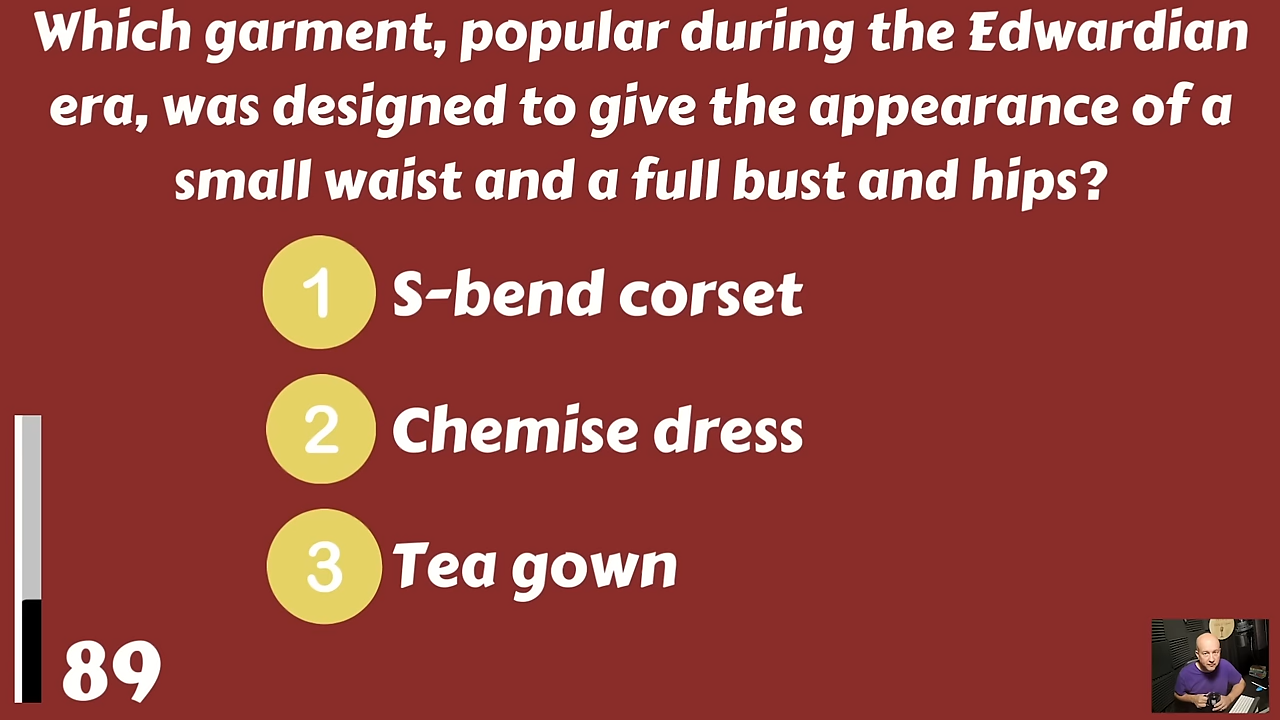 Which garment, popular during the Edwardian
era, was designed to give the appearance of a
small waist and a full bust and hips?
1 S-bend corset
2 Chemise dress
3 Tea gown
89